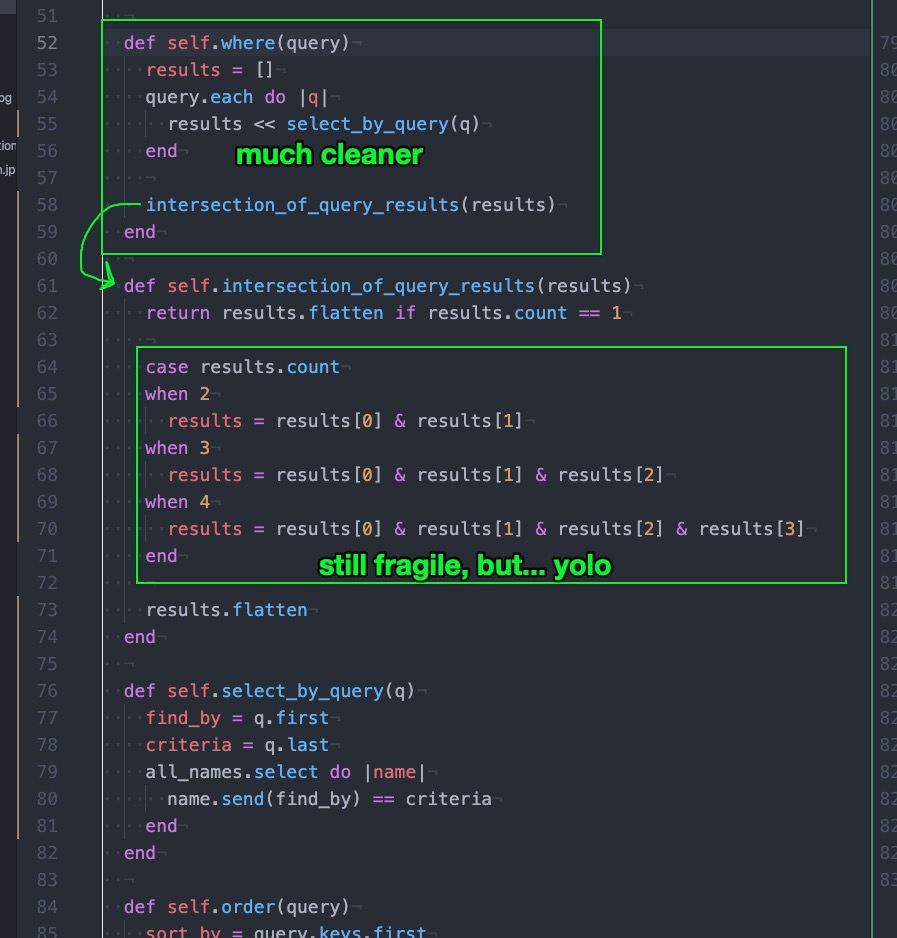 51
52 def self.where(query)¬
53 results = []¬
og
54 query.each do |q|¬
55 results << select_by_query(q)¬
tion
56 end¬
much cleaner
n.jp
57 ¬
58 intersection_of_query_results(results)¬
59 end¬
60 ¬
61 def self.intersection_of_query_results(results)¬
62 return results.flatten if results.count == 1¬
63 ¬
64 case results.count¬
65 when 2¬
66 results = results[0] & results[1]¬
67 when 3¬
68 results = results[0] & results[1] & results[2]¬
69 when 4¬
70 results = results[0] & results[1] & results[2] & results[3]¬
71 end¬
still fragile, but... yolo
72
73 results.flatten¬
74 end¬
75 ¬
76 def self.select_by_query(q)¬
77 find_by = q.first¬
78 criteria = q.last¬
79 all_names.select do |name|¬
80 name.send(find_by) == criteria¬
81 end¬
82 end¬
83 ¬
84 def self.order(query)¬
85 sort_by = query.keys.first¬